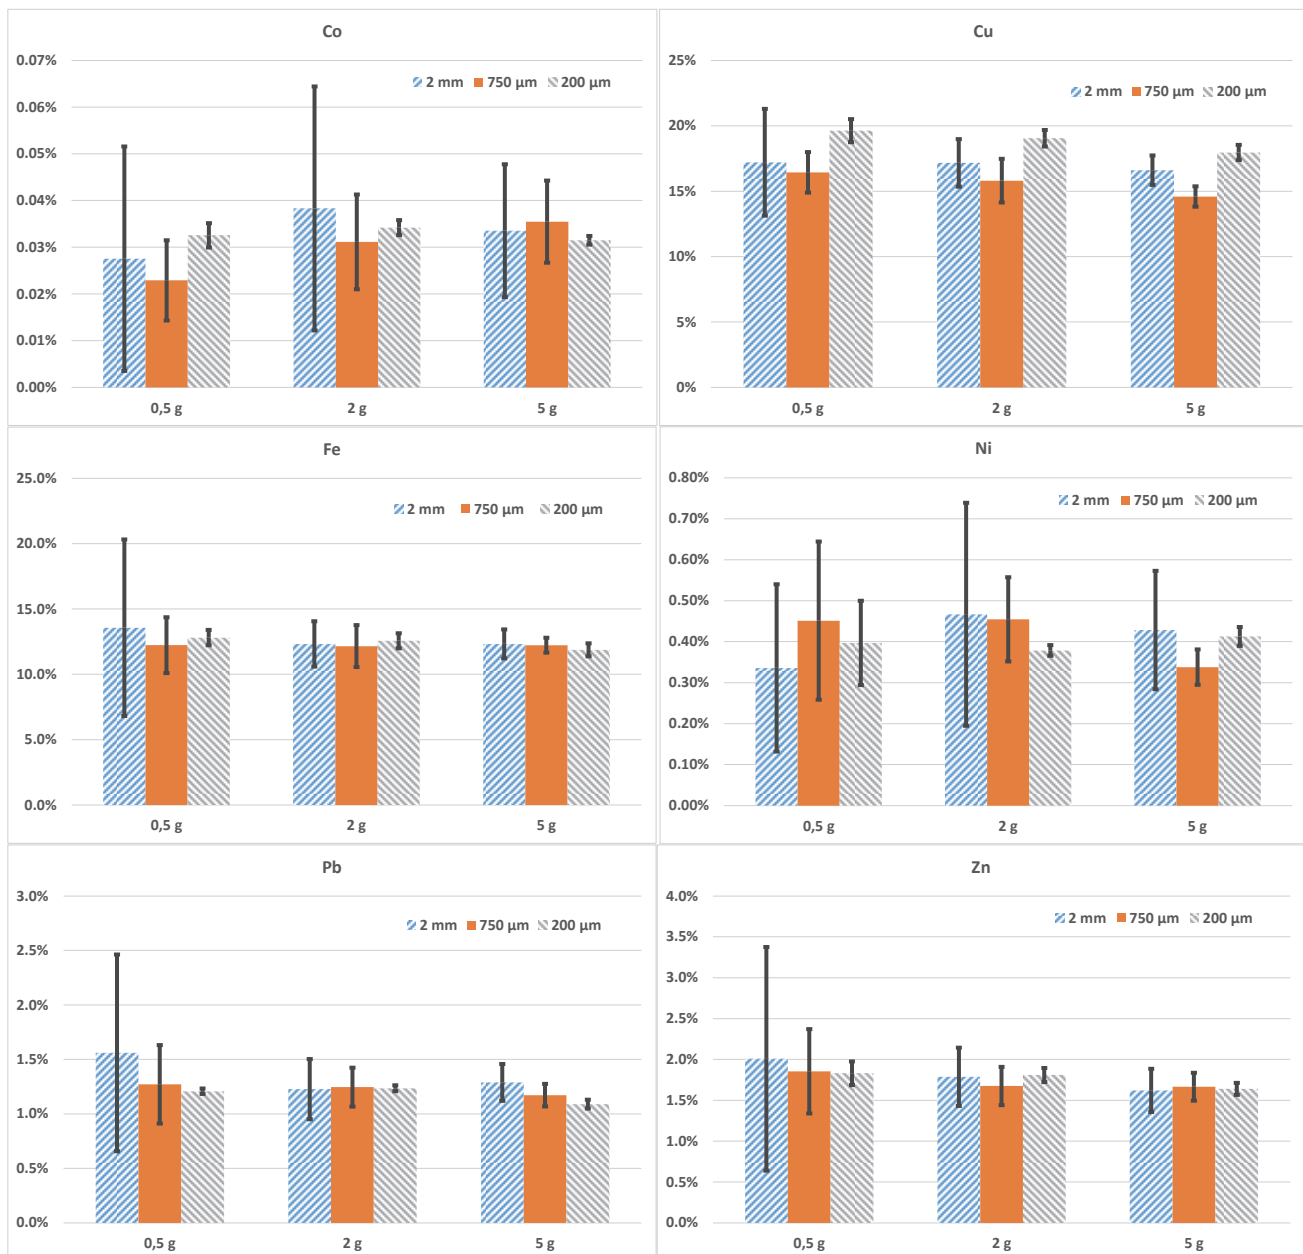 Co
0.07%
2 mm 750 µm 200 µm
0.06%
0.05%
0.04%
0.03%
0.02%
0.01%
0.00%
0,5 g 2 g 5 g
Cu
25%
2 mm 750 µm 200 µm
20%
15%
10%
5%
0%
0,5 g 2 g 5 g
Fe
25.0%
2 mm 750 µm 200 µm
20.0%
15.0%
10.0%
5.0%
0.0%
0,5 g 2 g 5 g
Ni
0.80%
2 mm 750 µm 200 µm
0.70%
0.60%
0.50%
0.40%
0.30%
0.20%
0.10%
0.00%
0,5 g 2 g 5 g
Pb
3.0%
2 mm 750 µm 200 µm
2.5%
2.0%
1.5%
1.0%
0.5%
0.0%
0,5 g 2 g 5 g
Zn
4.0%
2 mm 750 µm 200 µm
3.5%
3.0%
2.5%
2.0%
1.5%
1.0%
0.5%
0.0%
0,5 g 2 g 5 g